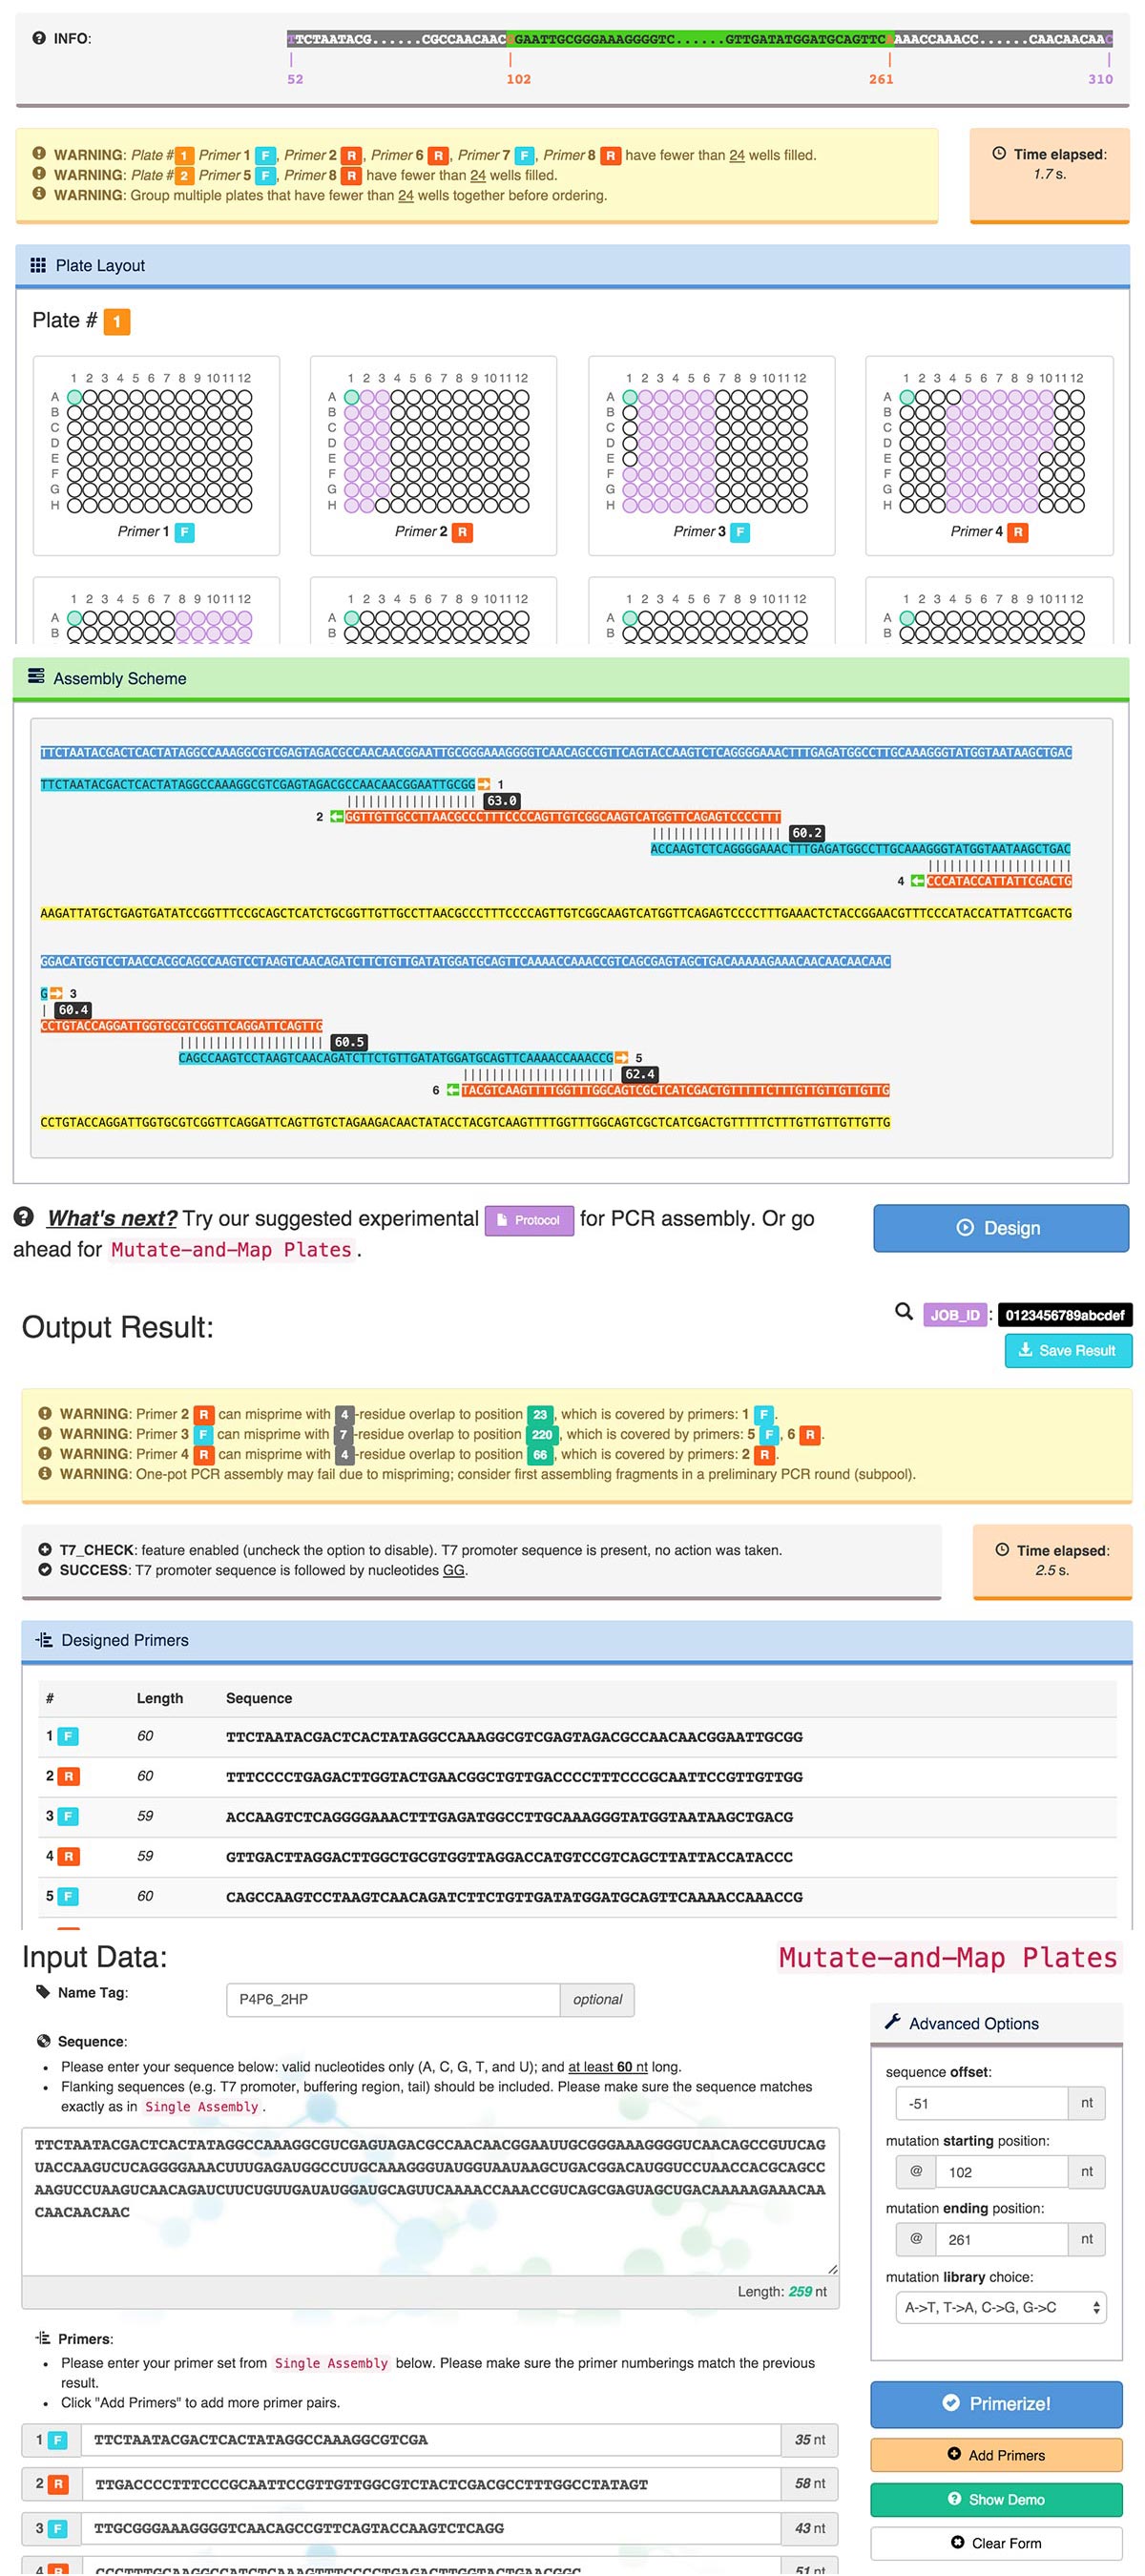 INFO:
TTCTAATACG......CGCCAACAACGGAATTGCGGGAAAGGGGTC......GTTGATATGGATGCAGTTCAAAACCAAACC......CAACAACAAC
52 102 261 310
WARNING: Plate # 1 Primer 1 F, Primer 2 R, Primer 6 R, Primer 7 F, Primer 8 R have fewer than 24 wells filled.
WARNING: Plate # 2 Primer 5 F, Primer 8 R have fewer than 24 wells filled.
WARNING: Group multiple plates that have fewer than 24 wells together before ordering.
Time elapsed:
1.7 s.
Plate Layout
Plate # 1
1 2 3 4 5 6 7 8 9 10 11 12
A
B
C
D
E
F
G
H
Primer 1 F
1 2 3 4 5 6 7 8 9 10 11 12
A
B
C
D
E
F
G
H
Primer 2 R
1 2 3 4 5 6 7 8 9 10 11 12
A
B
C
D
E
F
G
H
Primer 3 F
1 2 3 4 5 6 7 8 9 10 11 12
A
B
C
D
E
F
G
H
Primer 4 R
1 2 3 4 5 6 7 8 9 10 11 12
A
B
1 2 3 4 5 6 7 8 9 10 11 12
A
B
1 2 3 4 5 6 7 8 9 10 11 12
A
B
1 2 3 4 5 6 7 8 9 10 11 12
A
B
Assembly Scheme
TTCTAATACGACTCACTATAGGCCAAAGGCGTCGAGTAGACGCCAACAACGGAATTGCGGGAAAGGGGTCAACAGCCGTTCAGTACCAAGTCTCAGGGGAAACTTTGAGATGGCCTTGCAAAGGGTATGGTAATAAGCTGAC
TTCTAATACGACTCACTATAGGCCAAAGGCGTCGAGTAGACGCCAACAACGGAATTGCGG 1
63.0
2 GGTTGTTGCCTTAACGCCCTTTCCCCAGTTGTCGGCAAGTCATGGTTCAGAGTCCCCTTT
60.2
ACCAAGTCTCAGGGGAAACTTTGAGATGGCCTTGCAAAGGGTATGGTAATAAGCTGAC
4 CCCATACCATTATTCGACTG
AAGATTATGCTGAGTGATATCCGGTTTCCGCAGCTCATCTGCGGTTGTTGCCTTAACGCCCTTTCCCCAGTTGTCGGCAAGTCATGGTTCAGAGTCCCCTTTGAAACTCTACCGGAACGTTTCCCATACCATTATTCGACTG
GGACATGGTCCTAACCACGCAGCCAAGTCCTAAGTCAACAGATCTTCTGTTGATATGGATGCAGTTCAAAACCAAACCGTCAGCGAGTAGCTGACAAAAAGAAACAACAACAACAAC
G 3
60.4
CCTGTACCAGGATTGGTGCGTCGGTTCAGGATTCAGTTG
60.5
CAGCCAAGTCCTAAGTCAACAGATCTTCTGTTGATATGGATGCAGTTCAAAACCAAACCG 5
62.4
6 TACGTCAAGTTTTGGTTTGGCAGTCGCTCATCGACTGTTTTTCTTTGTTGTTGTTGTTG
CCTGTACCAGGATTGGTGCGTCGGTTCAGGATTCAGTTGTCTAGAAGACAACTATACCTACGTCAAGTTTTGGTTTGGCAGTCGCTCATCGACTGTTTTTCTTTGTTGTTGTTGTTG
What's next? Try our suggested experimental Protocol for PCR assembly. Or go
ahead for Mutate-and-Map Plates.
Design
Output Result:
JOB_ID : 0123456789abcdef
Save Result
WARNING: Primer 2 R can misprime with 4-residue overlap to position 23, which is covered by primers: 1 F.
WARNING: Primer 3 F can misprime with 7-residue overlap to position 220, which is covered by primers: 5 F, 6 R.
WARNING: Primer 4 R can misprime with 4-residue overlap to position 66, which is covered by primers: 2 R.
WARNING: One-pot PCR assembly may fail due to mispriming; consider first assembling fragments in a preliminary PCR round (subpool).
T7_CHECK: feature enabled (uncheck the option to disable). T7 promoter sequence is present, no action was taken.
SUCCESS: T7 promoter sequence is followed by nucleotides GG.
Time elapsed:
2.5 s.
Designed Primers
# Length Sequence
1 F 60 TTCTAATACGACTCACTATAGGCCAAAGGCGTCGAGTAGACGCCAACAACGGAATTGCGG
2 R 60 TTTCCCCTGAGACTTGGTACTGAACGGCTGTTGACCCCTTTCCCGCAATTCCGTTGTTGG
3 F 59 ACCAAGTCTCAGGGGAAACTTTGAGATGGCCTTGCAAAGGGTATGGTAATAAGCTGACG
4 R 59 GTTGACTTAGGACTTGGCTGCGTGGTTAGGACCATGTCCGTCAGCTTATTACCATACCC
5 F 60 CAGCCAAGTCCTAAGTCAACAGATCTTCTGTTGATATGGATGCAGTTCAAAACCAAACCG
Input Data:
Mutate-and-Map Plates
Name Tag: P4P6_2HP optional
Sequence:
Please enter your sequence below: valid nucleotides only (A, C, G, T, and U); and at least 60 nt long.
Flanking sequences (e.g. T7 promoter, buffering region, tail) should be included. Please make sure the sequence matches
exactly as in Single Assembly.
TTCTAATACGACTCACTATAGGCCAAAGGCGUCGAGUAGACGCCAACAACGGAAUUGCGGGAAAGGGGUCAACAGCCGUUCAG
UACCAAGUCUCAGGGGAAACUUUGAGAUGGCCUUGCAAAGGGUAUGGUAAUAAGCUGACGGACAUGGUCCUAACCACGCAGCC
AAGUCCUAAGUCAACAGAUCUUCUGUUGAUAUGGAUGCAGUUCAAAACCAAACCGUCAGCGAGUAGCUGACAAAAAGAAACAA
CAACAACAAC
Length: 259 nt
Primers:
Please enter your primer set from Single Assembly below. Please make sure the primer numberings match the previous
result.
Click "Add Primers" to add more primer pairs.
1 F TTCTAATACGACTCACTATAGGCCAAAGGCGTCGA 35 nt
2 R TTGACCCCTTTCCCGCAATTCCGTTGTTGGCGTCTACTCGACGCCTTTGGCCTATAGT 58 nt
3 F TTGCGGGAAAGGGGTCAACAGCCGTTCAGTACCAAGTCTCAGG 43 nt
4 R CCCTTTGCAAGGCCATCTCAAAGTTTCCCCTGAGACTTGGTACTGAACGGC 51 nt
Advanced Options
sequence offset:
-51 nt
mutation starting position:
@ 102 nt
mutation ending position:
@ 261 nt
mutation library choice:
A->T, T->A, C->G, G->C
Primerize!
Add Primers
Show Demo
Clear Form